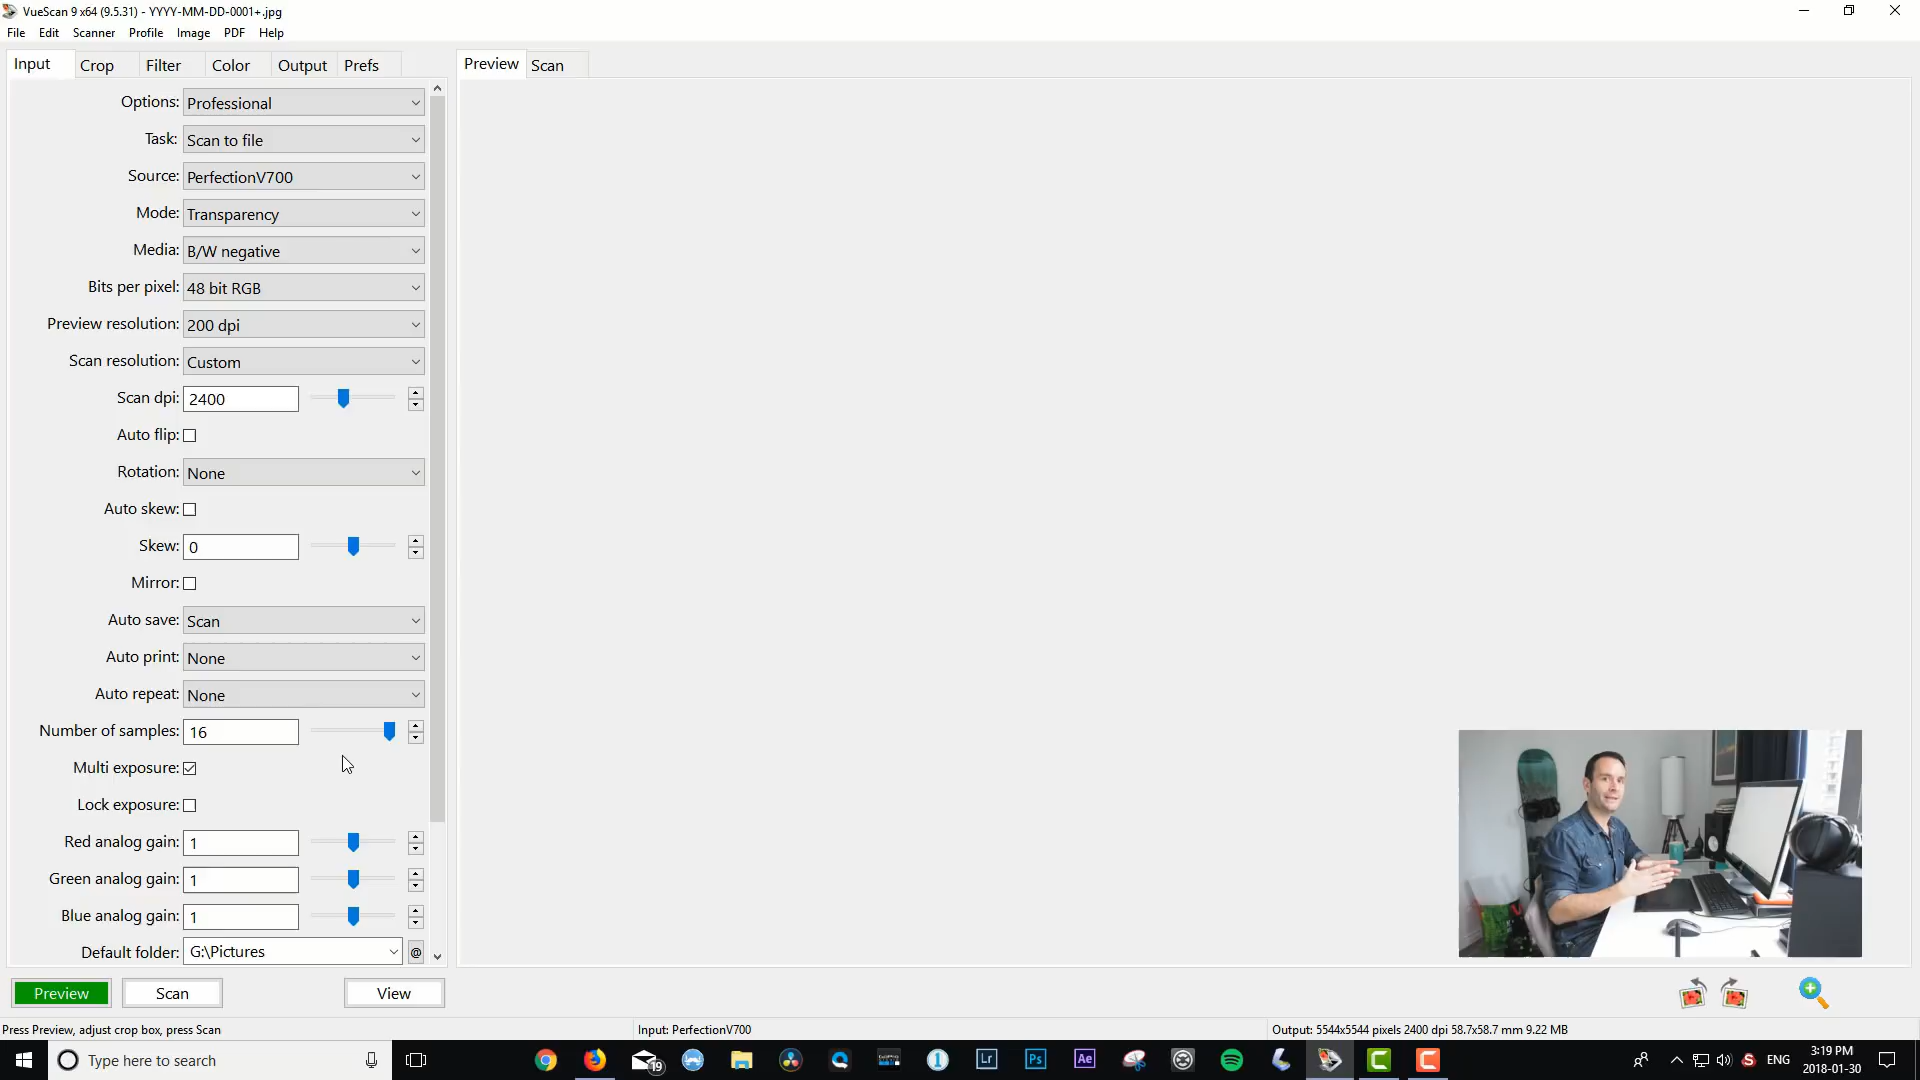 VueScan 9 x64 (9.5.31) - YYYY-MM-DD-0001+.jpg
File Edit Scanner Profile Image PDF Help
Input Crop Filter Color Output Prefs
Preview Scan
Options: Professional
Task: Scan to file
Source: PerfectionV700
Mode: Transparency
Media: B/W negative
Bits per pixel: 48 bit RGB
Preview resolution: 200 dpi
Scan resolution: Custom
Scan dpi: 2400
Auto flip:
Rotation: None
Auto skew:
Skew: 0
Mirror:
Auto save: Scan
Auto print: None
Auto repeat: None
Number of samples: 16
Multi exposure:
Lock exposure:
Red analog gain: 1
Green analog gain: 1
Blue analog gain: 1
Default folder: G:\Pictures @
Preview Scan View
Press Preview, adjust crop box, press Scan
Input: PerfectionV700
Output: 5544x5544 pixels 2400 dpi 58.7x58.7 mm 9.22 MB
Type here to search
19
Lr
Ps
Ae
ENG
3:19 PM
2018-01-30